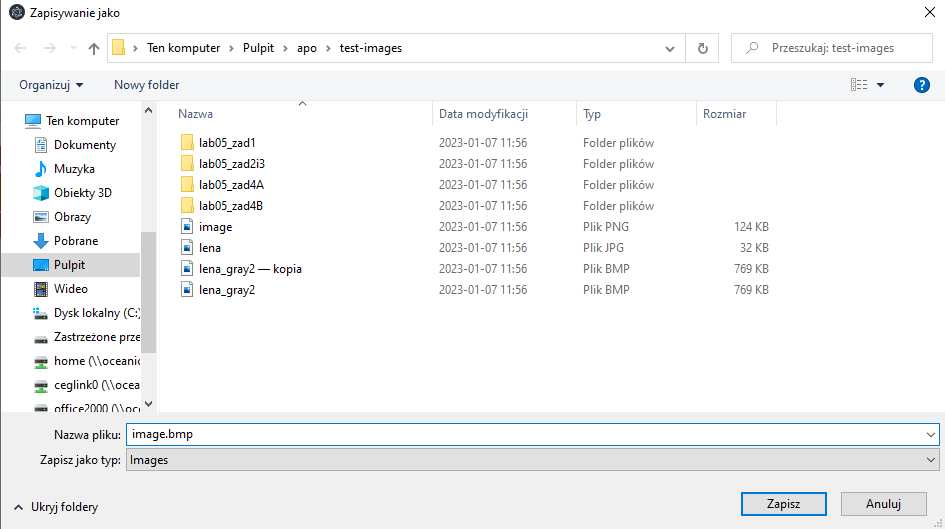 Zapisywanie jako
Ten komputer Pulpit apo test-images
Przeszukaj: test-images
Organizuj Nowy folder
Ten komputer
Dokumenty
Muzyka
Obiekty 3D
Obrazy
Pobrane
Pulpit
Wideo
Dysk lokalny (C:)
Zastrzeżone prze
home (\\oceanic
ceglink0 (\\ocea
office2000 (\\oc
Nazwa Data modyfikacji Typ Rozmiar
lab05_zad1 2023-01-07 11:56 Folder plików
lab05_zad2i3 2023-01-07 11:56 Folder plików
lab05_zad4A 2023-01-07 11:56 Folder plików
lab05_zad4B 2023-01-07 11:56 Folder plików
image 2023-01-07 11:56 Plik PNG 124 KB
lena 2023-01-07 11:56 Plik JPG 32 KB
lena_gray2 — kopia 2023-01-07 11:56 Plik BMP 769 KB
lena_gray2 2023-01-07 11:56 Plik BMP 769 KB
Nazwa pliku: image.bmp
Zapisz jako typ: Images
Ukryj foldery
Zapisz Anuluj